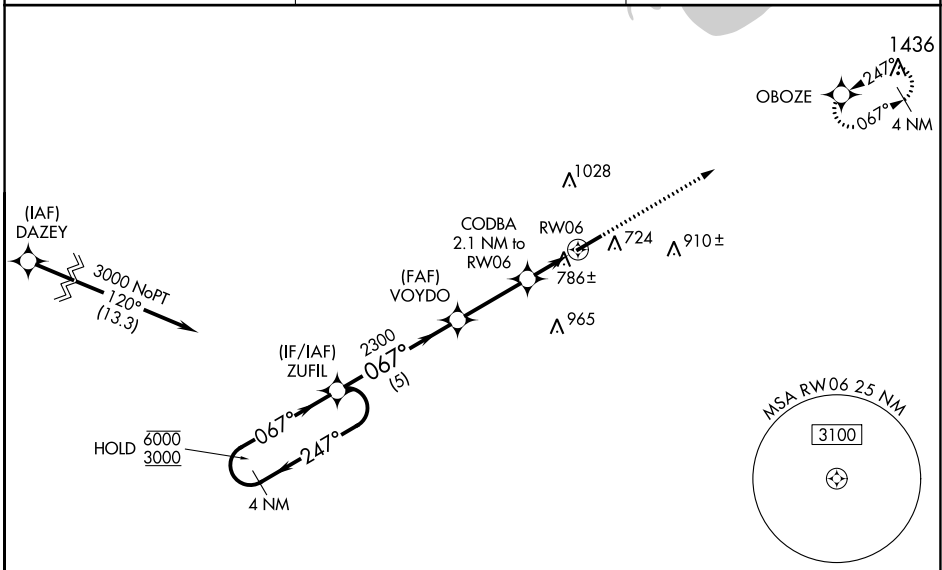 1436
247°
OBOZE
067°
4 NM
1028
(IAF)
DAZEY
CODBA
2.1 NM to
RW06
RW06
724
910±
786±
3000 NoPT
120°
(13.3)
(FAF)
VOYDO
965
2300
067°
(5)
(IF/IAF)
ZUFIL
067°
247°
HOLD 6000
3000
4 NM
MSA RW06 25 NM
3100